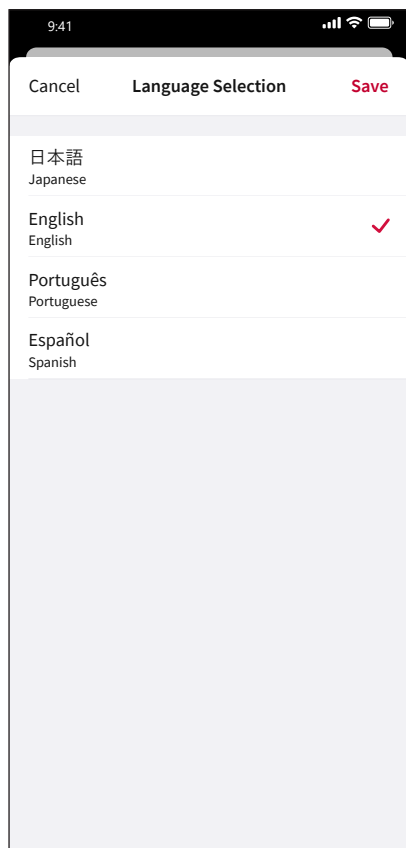 9:41
Cancel Language Selection Save
日本語
Japanese
English
English
Português
Portuguese
Español
Spanish